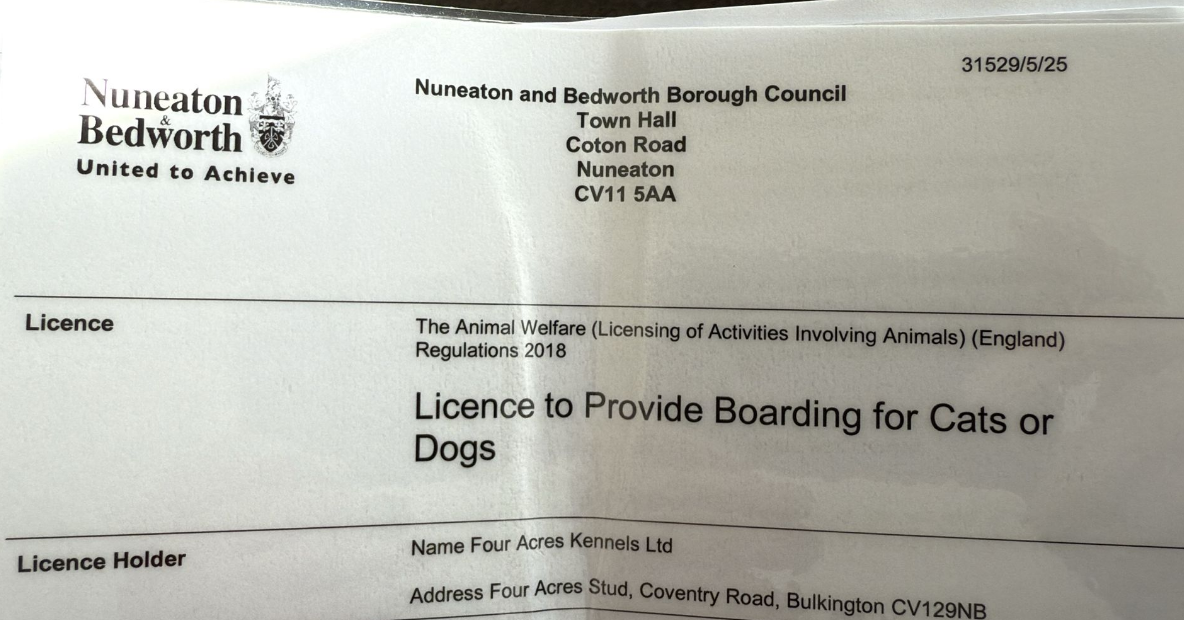 31529/5/25
Nuneaton
&
Bedworth
United to Achieve
Nuneaton and Bedworth Borough Council
Town Hall
Coton Road
Nuneaton
CV11 5AA
Licence
The Animal Welfare (Licensing of Activities Involving Animals) (England)
Regulations 2018
Licence to Provide Boarding for Cats or
Dogs
Licence Holder
Name Four Acres Kennels Ltd
Address Four Acres Stud, Coventry Road, Bulkington CV129NB